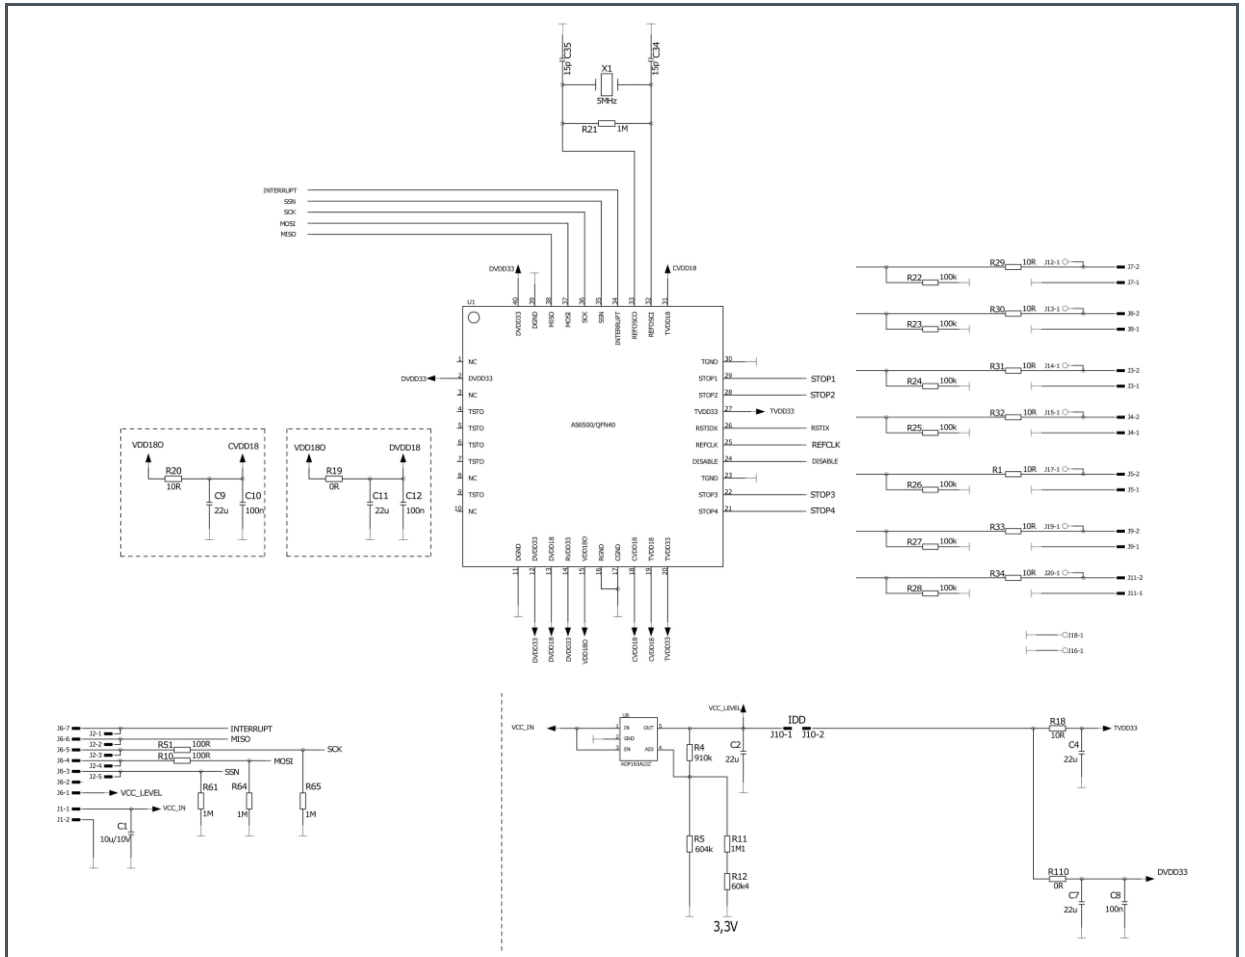 15p C35
15p C34
X1
5MHz
R21 1M
INTERRUPT
SSN
SCK
MOSI
MISO
DVDD33
CVDD18
U1
40 39 38 37 36 35 34 33 32 31
DVDD33 DGND MISO MOSI SCK SSN INTERRUPT REFOSCO REFOSCI TVDD18
1 NC
DVDD33 2 DVDD33
3 NC
4 TSTO
5 TSTO
6 TSTO
7 TSTO
8 NC
9 TSTO
10 NC
AS6500/QFN40
TGND 30
STOP1 29 STOP1
STOP2 28 STOP2
TVDD33 27 TVDD33
RSTIDX 26 RSTIX
REFCLK 25 REFCLK
DISABLE 24 DISABLE
TGND 23
STOP3 22 STOP3
STOP4 21 STOP4
DGND DVDD33 DVDD18 RVDD33 VDD18O RGND CGND CVDD18 TVDD18 TVDD33
11 12 13 14 15 16 17 18 19 20
DVDD33 DVDD18 DVDD33 VDD18O CVDD18 CVDD18 TVDD33
VDD18O CVDD18
R20
10R
C9
22u
C10
100n
VDD18O DVDD18
R19
0R
C11
22u
C12
100n
R29 10R J12-1 J7-2
R22 100k J7-1
R30 10R J13-1 J8-2
R23 100k J8-1
R31 10R J14-1 J3-2
R24 100k J3-1
R32 10R J15-1 J4-2
R25 100k J4-1
R1 10R J17-1 J5-2
R26 100k J5-1
R33 10R J19-1 J9-2
R27 100k J9-1
R34 10R J20-1 J11-2
R28 100k J11-1
J18-1
J16-1
J6-7 INTERRUPT
J2-1
J6-6 MISO
J2-2
J6-5 R51 100R SCK
J2-3
J6-4 R10 100R MOSI
J2-4
J6-3 SSN
J2-5
J6-2
J6-1 VCC_LEVEL
R61
1M
R64
1M
R65
1M
J1-1 VCC_IN
J1-2
C1
10u/10V
VCC_IN
U6
1 IN OUT 5
2 GND
3 EN ADJ 4
ADP163AUJZ
VCC_LEVEL
R4
910k
C2
22u
IDD
J10-1 J10-2
R5
604k
R11
1M1
R12
60k4
3,3V
R18
10R
TVDD33
C4
22u
R110
0R
DVDD33
C7
22u
C8
100n